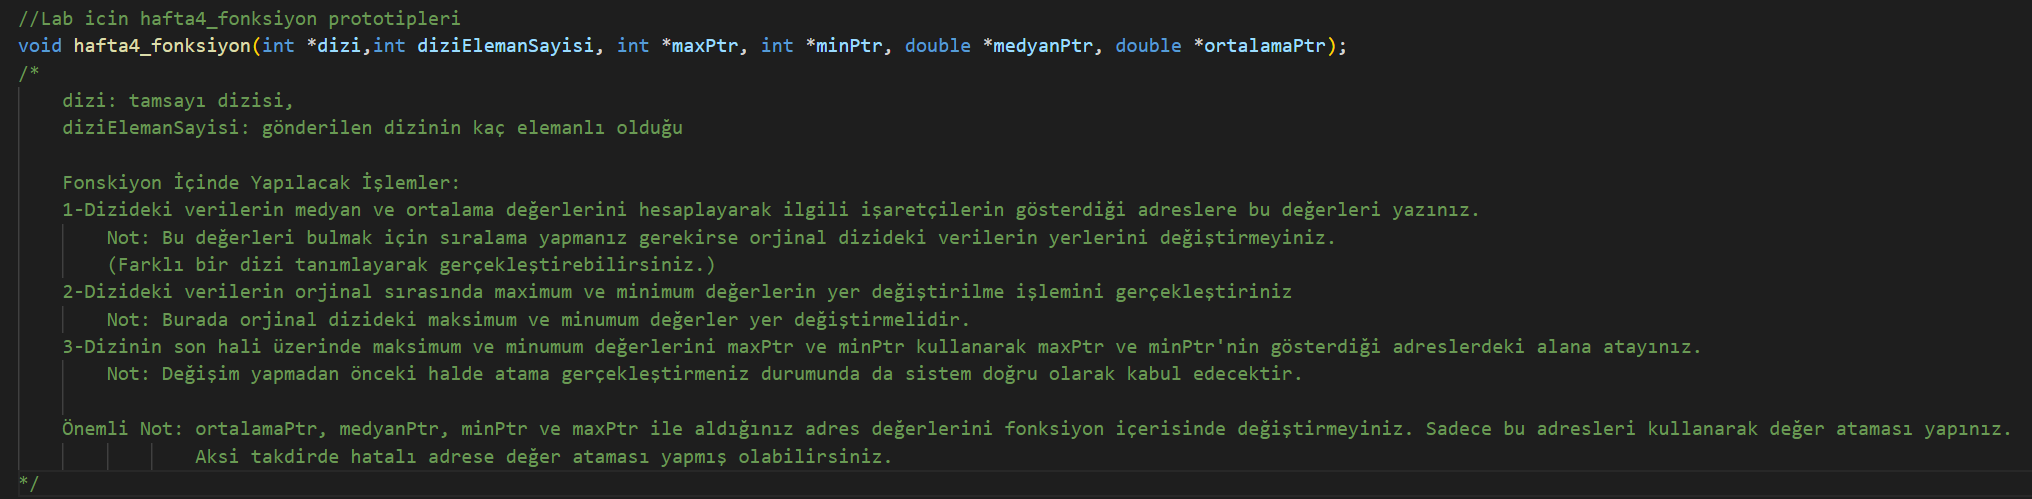 //Lab icin hafta4_fonksiyon prototipleri
void hafta4_fonksiyon(int *dizi,int diziElemanSayisi, int *maxPtr, int *minPtr, double *medyanPtr, double *ortalamaPtr);
/*
dizi: tamsayı dizisi,
diziElemanSayisi: gönderilen dizinin kaç elemanlı olduğu
Fonskiyon İçinde Yapılacak İşlemler:
1-Dizideki verilerin medyan ve ortalama değerlerini hesaplayarak ilgili işaretçilerin gösterdiği adreslere bu değerleri yazınız.
Not: Bu değerleri bulmak için sıralama yapmanız gerekirse orjinal dizideki verilerin yerlerini değiştirmeyiniz.
(Farklı bir dizi tanımlayarak gerçekleştirebilirsiniz.)
2-Dizideki verilerin orjinal sırasında maximum ve minimum değerlerin yer değiştirilme işlemini gerçekleştiriniz
Not: Burada orjinal dizideki maksimum ve minumum değerler yer değiştirmelidir.
3-Dizinin son hali üzerinde maksimum ve minumum değerlerini maxPtr ve minPtr kullanarak maxPtr ve minPtr'nin gösterdiği adreslerdeki alana atayınız.
Not: Değişim yapmadan önceki halde atama gerçekleştirmeniz durumunda da sistem doğru olarak kabul edecektir.
Önemli Not: ortalamaPtr, medyanPtr, minPtr ve maxPtr ile aldığınız adres değerlerini fonksiyon içerisinde değiştirmeyiniz. Sadece bu adresleri kullanarak değer ataması yapınız.
Aksi takdirde hatalı adrese değer ataması yapmış olabilirsiniz.
*/